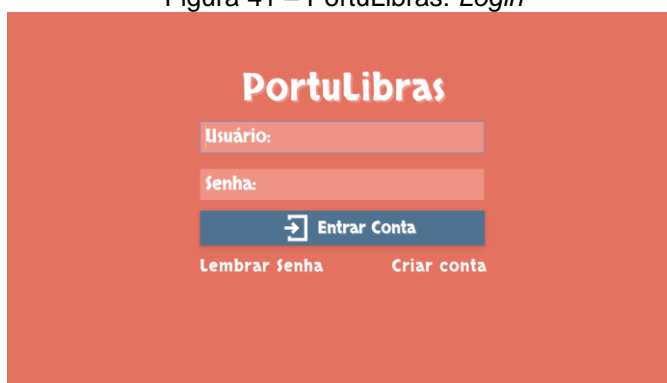 Figura 41 – PortuLibras: Login
PortuLibras
Usuário:
Senha:
Entrar Conta
Lembrar Senha Criar conta